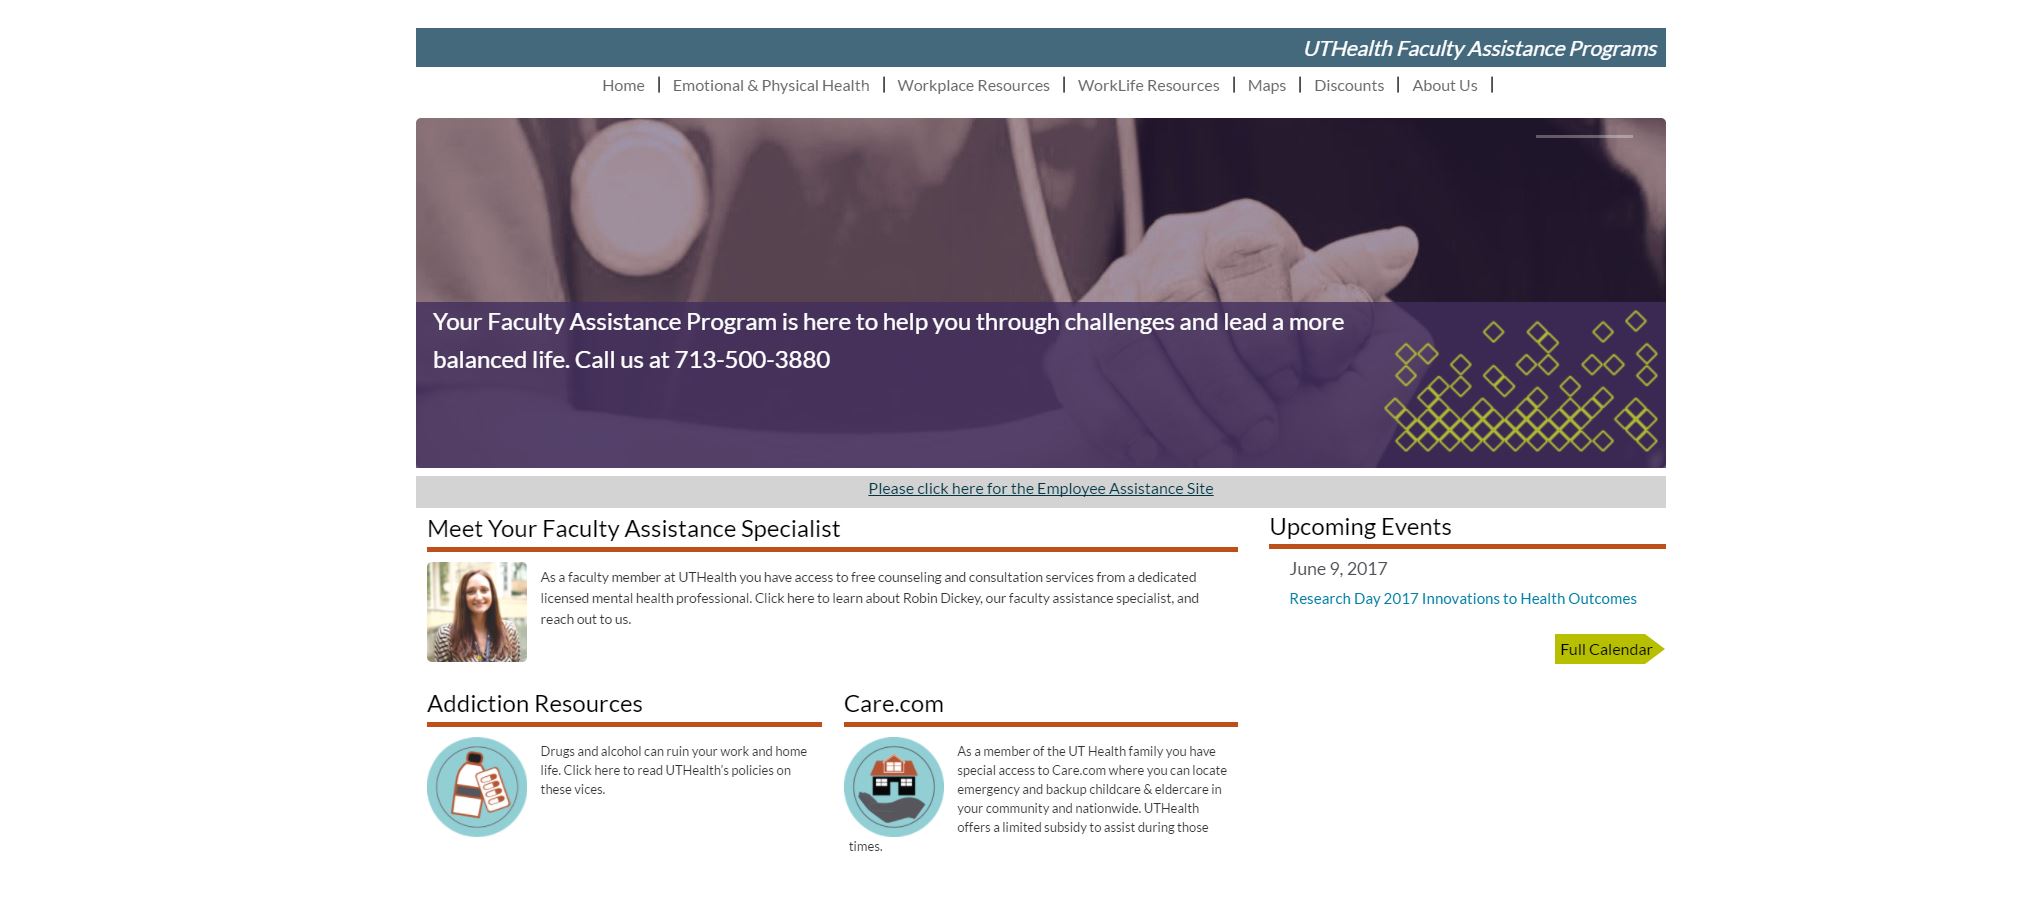 UTHealth Faculty Assistance Programs
Home | Emotional & Physical Health | Workplace Resources | WorkLife Resources | Maps | Discounts | About Us |
Your Faculty Assistance Program is here to help you through challenges and lead a more
balanced life. Call us at 713-500-3880
Please click here for the Employee Assistance Site
Meet Your Faculty Assistance Specialist
As a faculty member at UTHealth you have access to free counseling and consultation services from a dedicated
licensed mental health professional. Click here to learn about Robin Dickey, our faculty assistance specialist, and
reach out to us.
Upcoming Events
June 9, 2017
Research Day 2017 Innovations to Health Outcomes
Full Calendar
Addiction Resources
Drugs and alcohol can ruin your work and home
life. Click here to read UTHealth's policies on
these vices.
Care.com
As a member of the UT Health family you have
special access to Care.com where you can locate
emergency and backup childcare & eldercare in
your community and nationwide. UTHealth
offers a limited subsidy to assist during those
times.